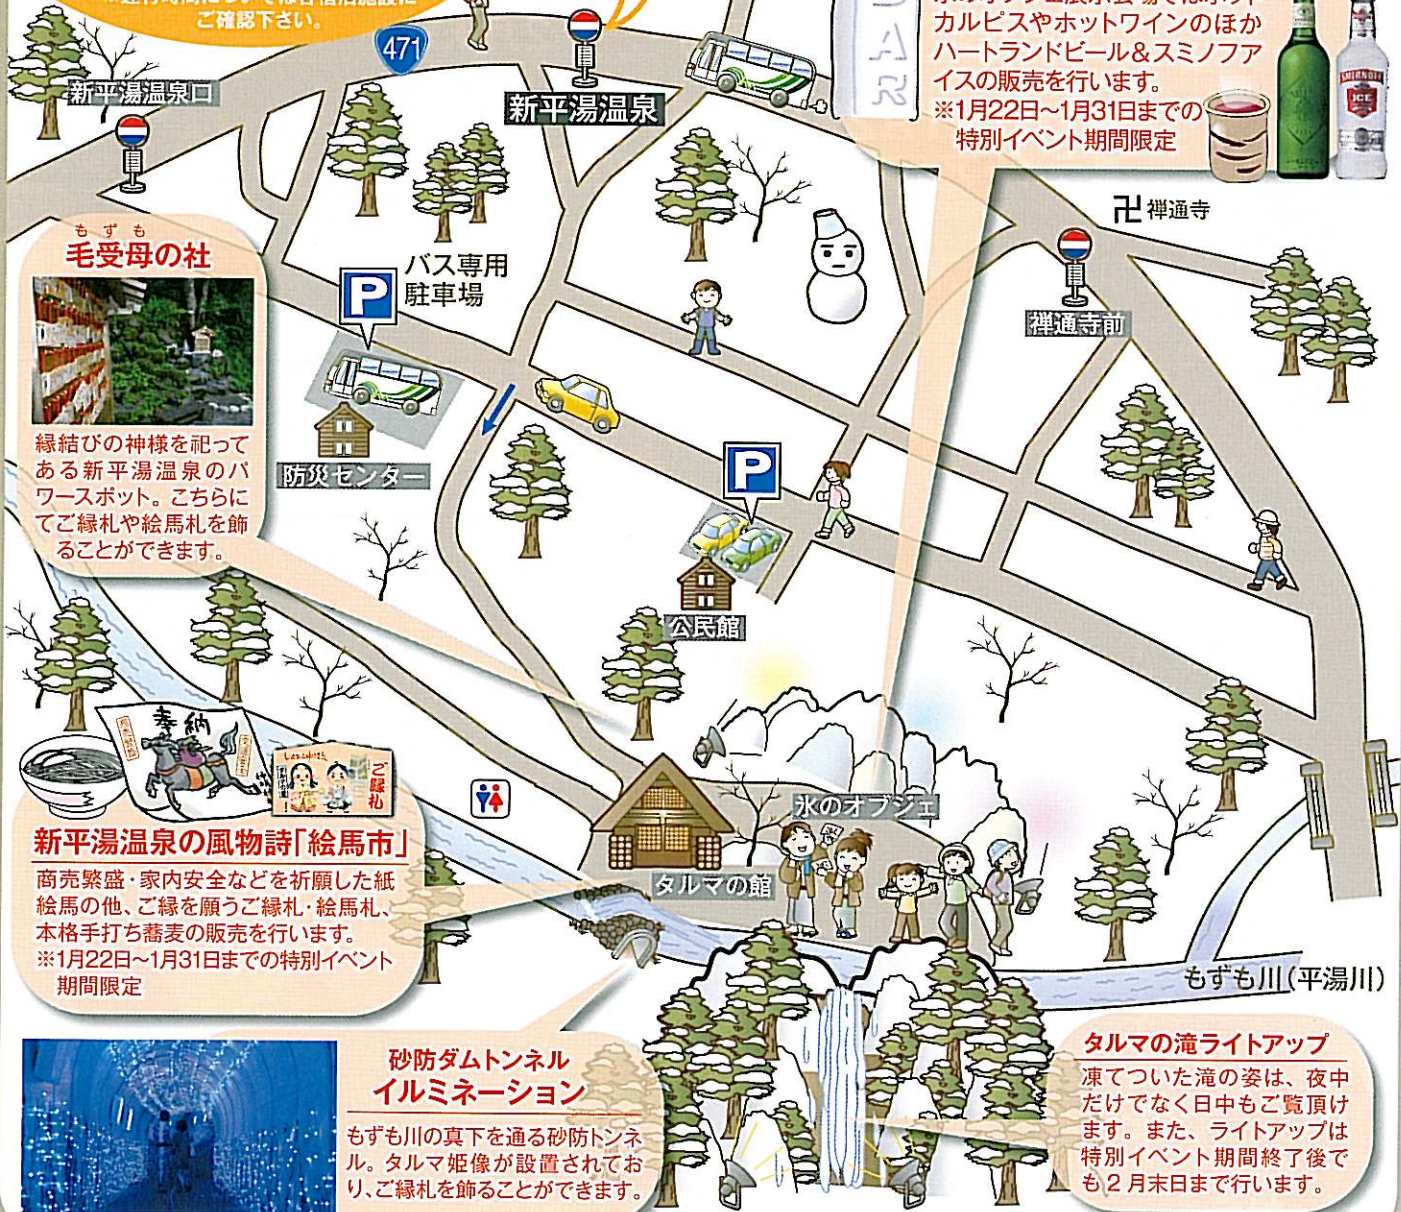 ご確認下さい。
471
新平湯温泉口
新平湯温泉
カルピスやホットワインのほか
ハートランドビール&スミノフア
イスの販売を行います。
※1月22日~1月31日までの
特別イベント期間限定
SMIRNOFF
ICE
卍禅通寺
禅通寺前
もずも
毛受母の社
縁結びの神様を祀って
ある新平湯温泉のパ
ワースポット。こちらに
てご縁札や絵馬札を飾
ることができます。
P
バス専用
駐車場
防災センター
P
公民館
奉納
ご縁札
新平湯温泉の風物詩「絵馬市」
商売繁盛・家内安全などを祈願した紙
絵馬の他、ご縁を願うご縁札・絵馬札、
本格手打ち蕎麦の販売を行います。
※1月22日~1月31日までの特別イベント
期間限定
氷のオブジェ
タルマの館
もずも川(平湯川)
砂防ダムトンネル
イルミネーション
もずも川の真下を通る砂防トンネ
ル。タルマ姫像が設置されてお
り、ご縁札を飾ることができます。
タルマの滝ライトアップ
凍てついた滝の姿は、夜中
だけでなく日中もご覧頂け
ます。また、ライトアップは
特別イベント期間終了後で
も2月末日まで行います。